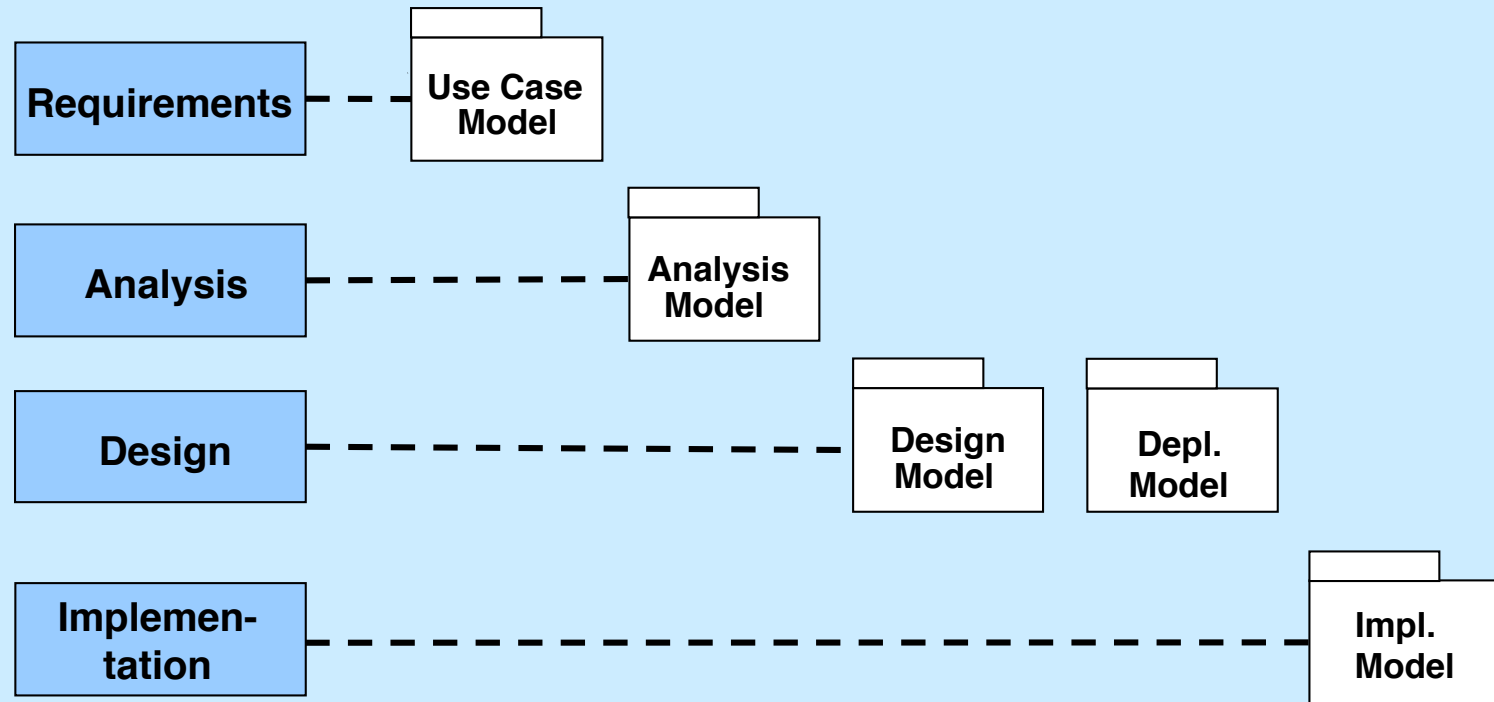 Requirements
Use Case
Model
Analysis
Analysis
Model
Design
Design
Model
Depl.
Model
Implemen-
tation
Impl.
Model